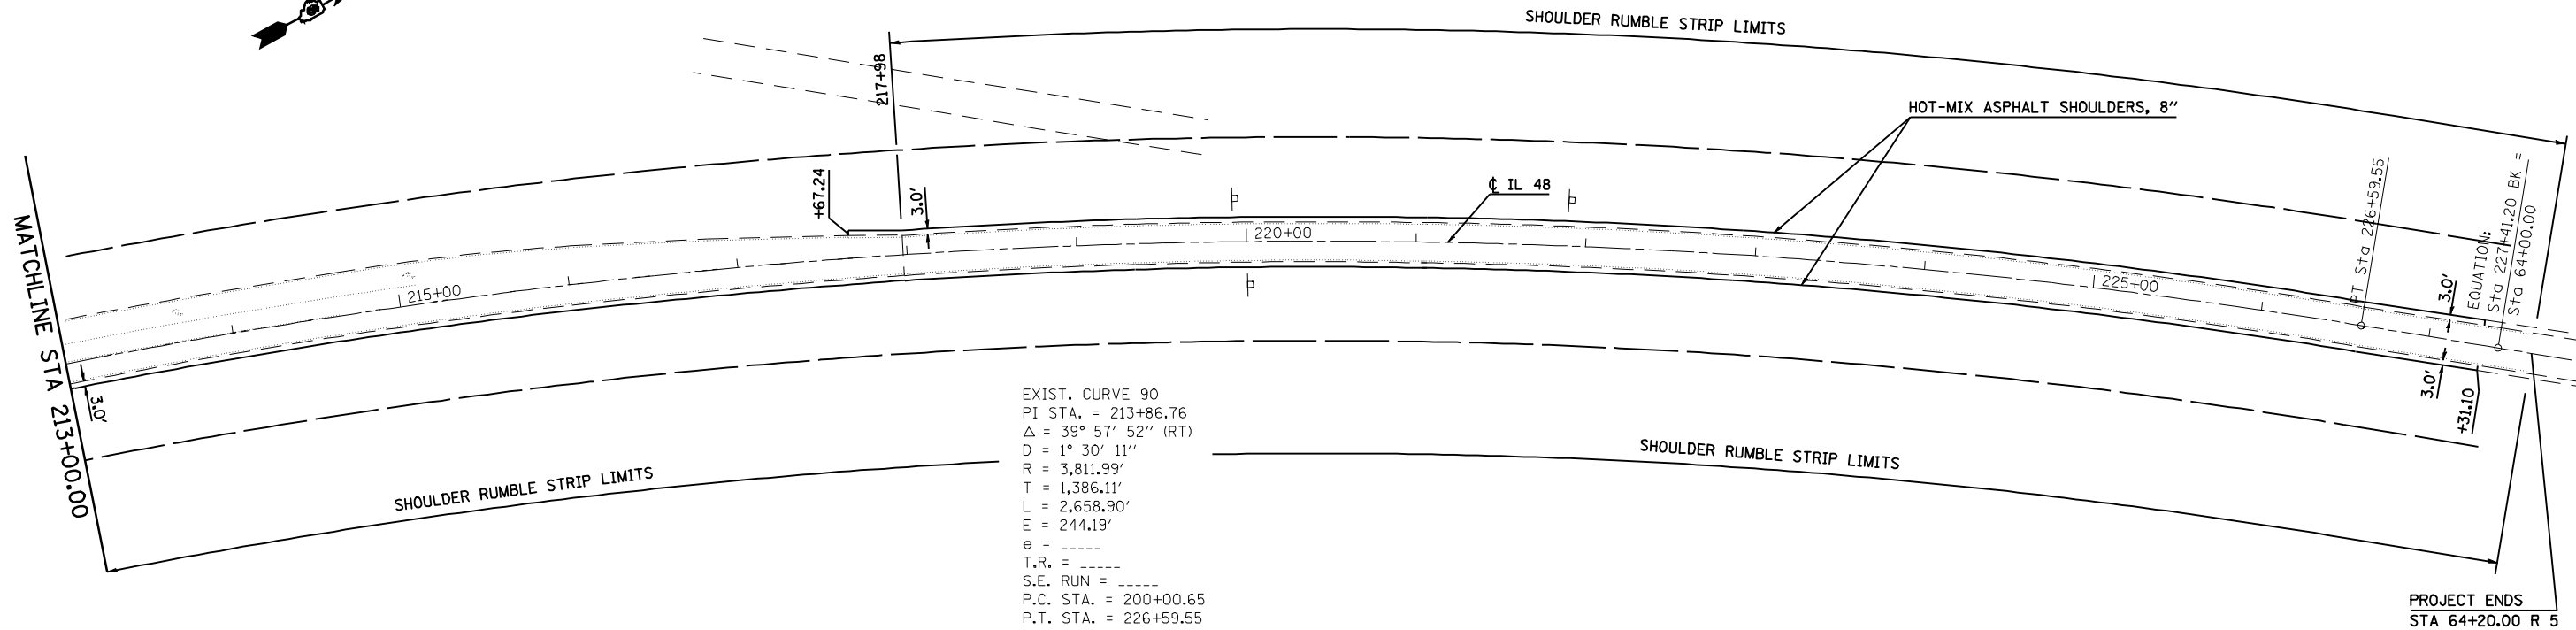 SHOULDER RUMBLE STRIP LIMITS
217+98
HOT-MIX ASPHALT SHOULDERS, 8"
+67.24
3.0'
℄ IL 48
PT Sta 226+59.55
EQUATION:
Sta 227+41.20 BK =
Sta 64+00.00
MATCHLINE STA 213+00.00
215+00
220+00
225+00
3.0'
3.0'
3.0'
+31.10
EXIST. CURVE 90
PI STA. = 213+86.76
△ = 39° 57' 52" (RT)
D = 1° 30' 11"
R = 3,811.99'
T = 1,386.11'
L = 2,658.90'
E = 244.19'
e = _____
T.R. = _____
S.E. RUN = _____
P.C. STA. = 200+00.65
P.T. STA. = 226+59.55
SHOULDER RUMBLE STRIP LIMITS
SHOULDER RUMBLE STRIP LIMITS
PROJECT ENDS
STA 64+20.00 R 5